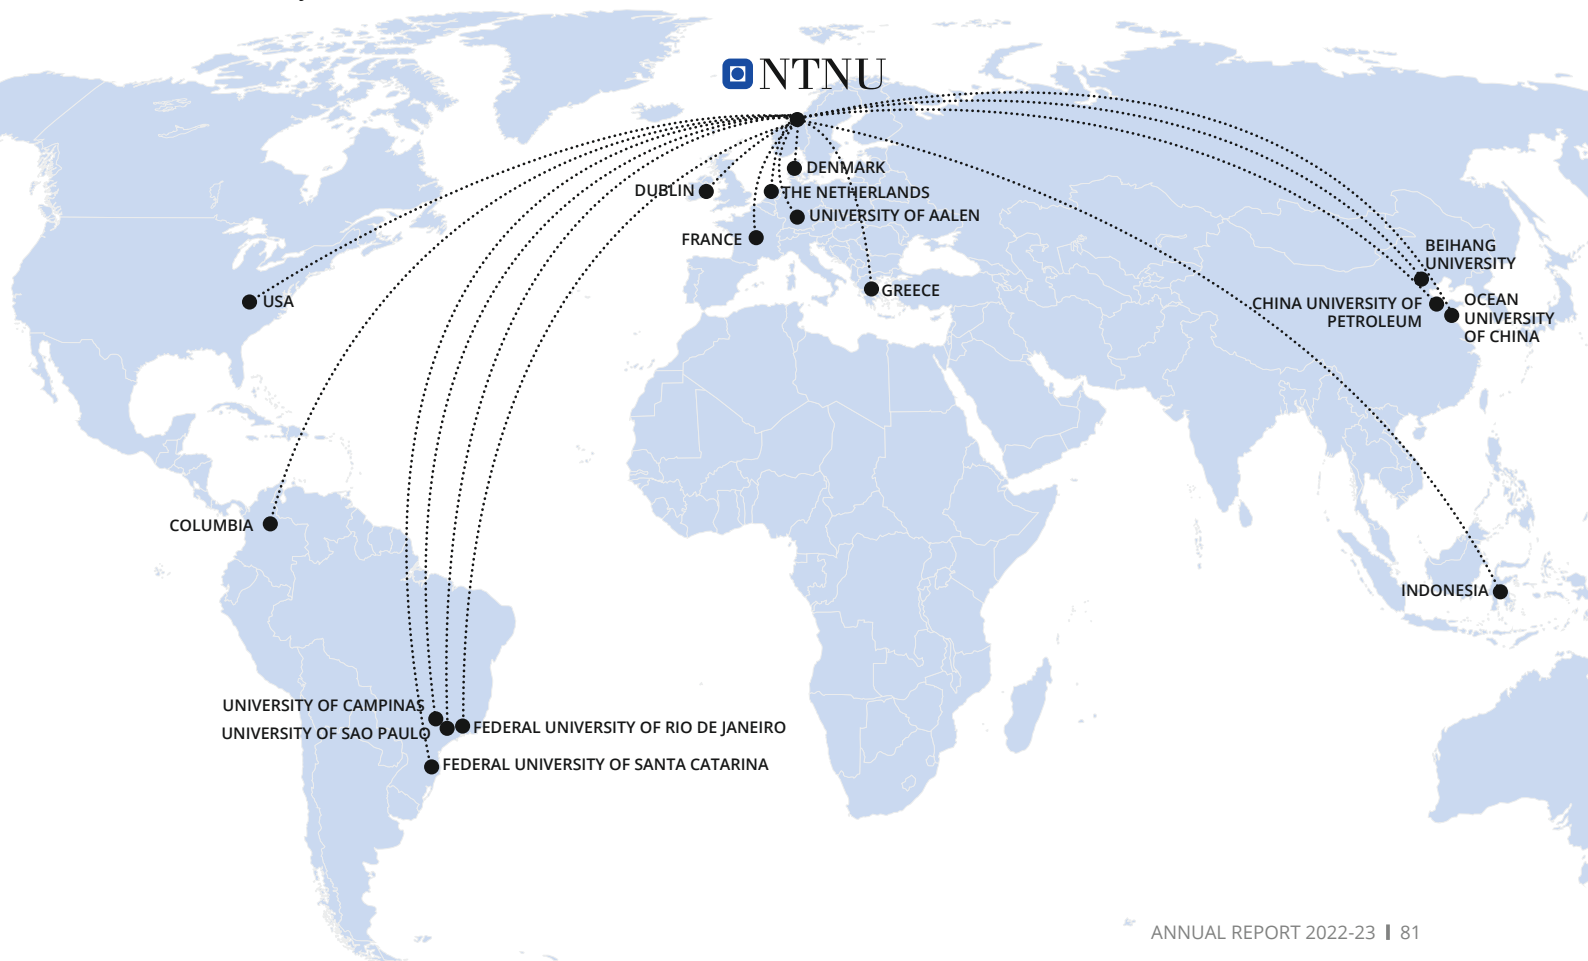 NTNU
DENMARK
DUBLIN
THE NETHERLANDS
UNIVERSITY OF AALEN
FRANCE
GREECE
BEIHANG
UNIVERSITY
USA
CHINA UNIVERSITY OF
PETROLEUM
OCEAN
UNIVERSITY
OF CHINA
COLUMBIA
INDONESIA
UNIVERSITY OF CAMPINAS
UNIVERSITY OF SAO PAULO
FEDERAL UNIVERSITY OF RIO DE JANEIRO
FEDERAL UNIVERSITY OF SANTA CATARINA
ANNUAL REPORT 2022-23 | 81